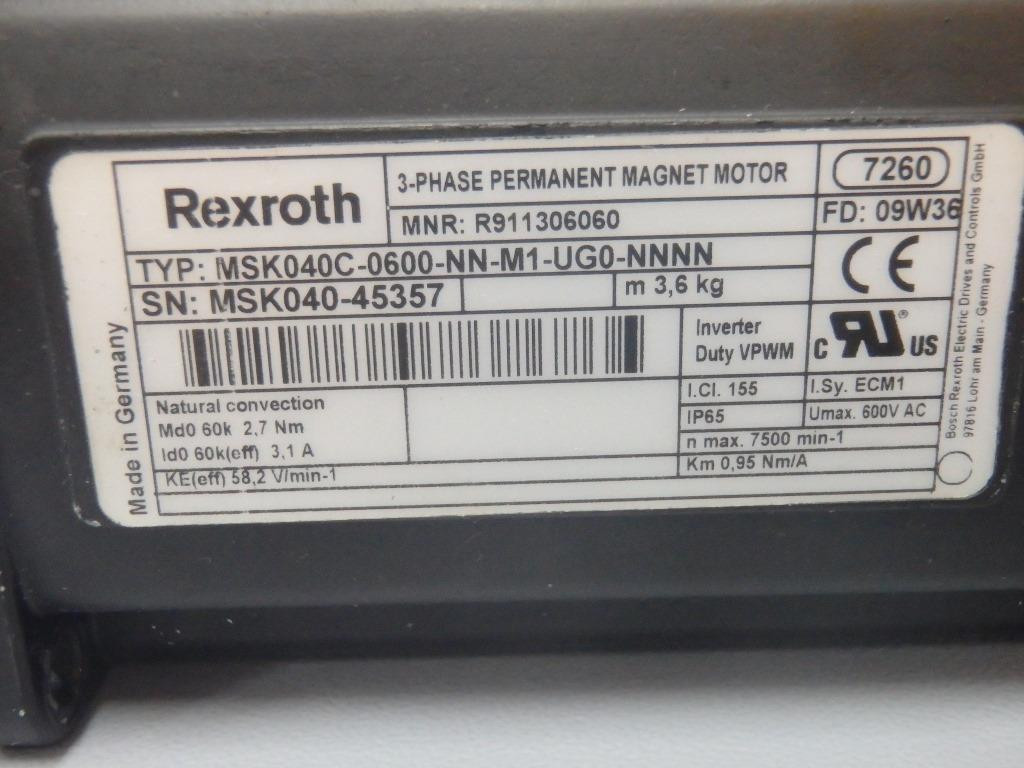 Rexroth
3-PHASE PERMANENT MAGNET MOTOR
7260
MNR: R911306060
FD: 09W36
TYP: MSK040C-0600-NN-M1-UG0-NNNN
CE
SN: MSK040-45357
m 3,6 kg
Inverter
Duty VPWM
c RU® US
Natural convection
Md0 60k 2,7 Nm
Id0 60k(eff) 3,1 A
KE(eff) 58,2 V/min-1
I.Cl. 155
I.Sy. ECM1
IP65
Umax. 600V AC
n max. 7500 min-1
Km 0,95 Nm/A
Made in Germany
Bosch Rexroth Electric Drives and Controls GmbH
97816 Lohr am Main - Germany